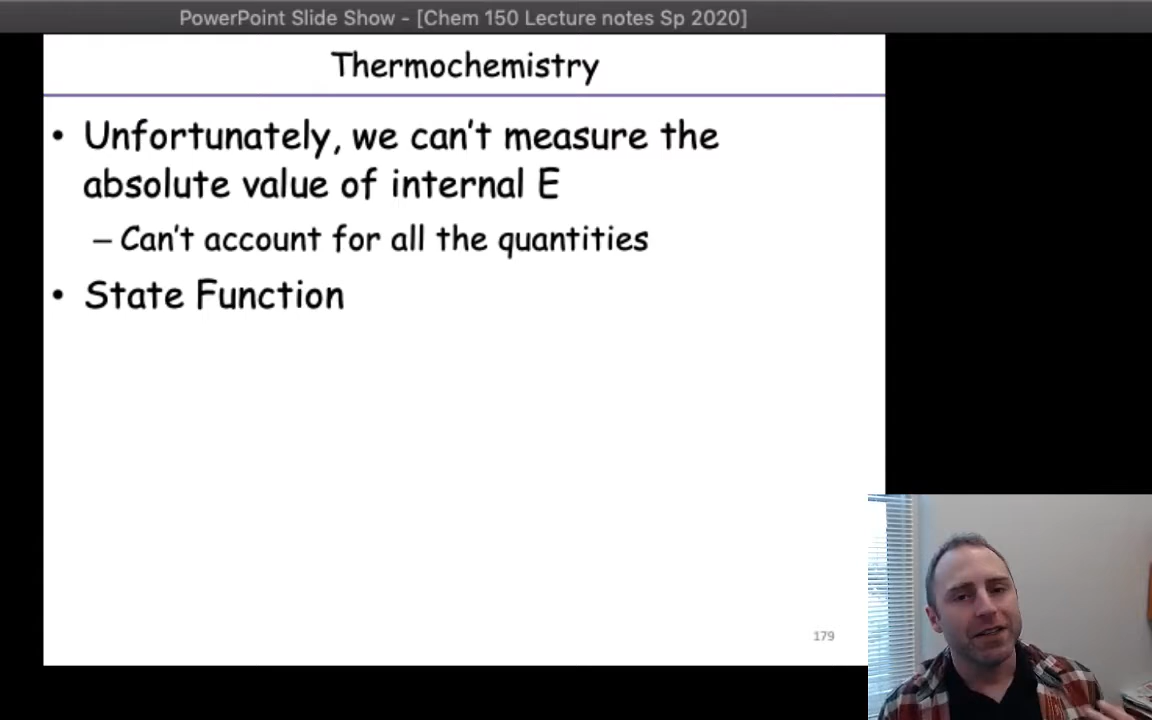 PowerPoint Slide Show - [Chem 150 Lecture notes Sp 2020]
Thermochemistry
• Unfortunately, we can't measure the
absolute value of internal E
– Can't account for all the quantities
• State Function
179